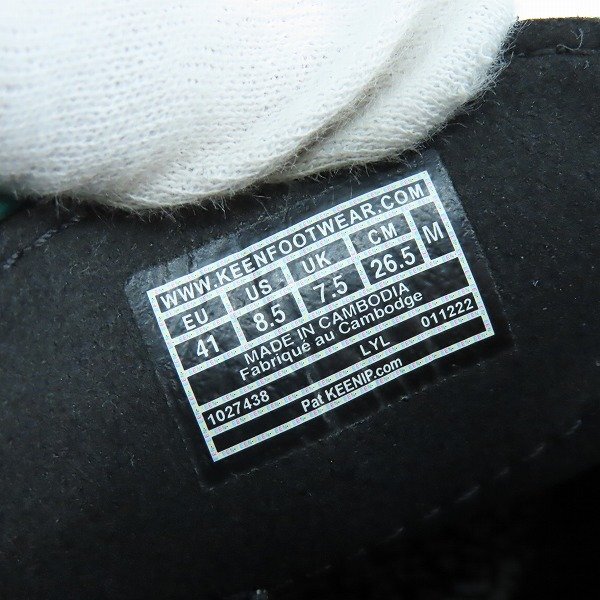 WWW.KEENFOOTWEAR.COM
EU US UK CM M
41 8.5 7.5 26.5
MADE IN CAMBODIA
Fabriqué au Cambodge
1027438 LYL 011222
Pat KEENIP.com